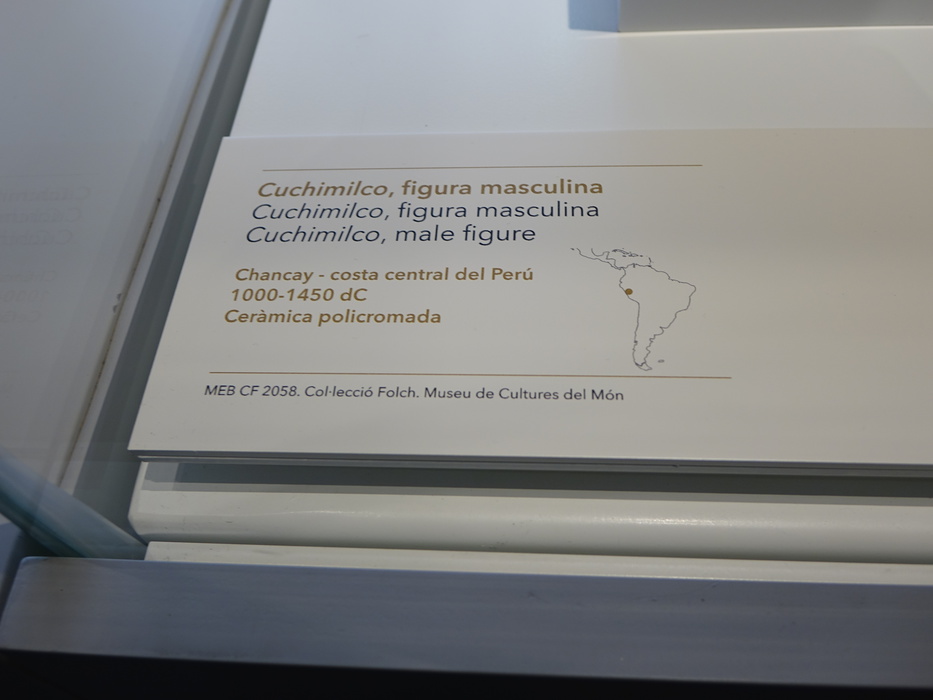 Cuchimilco, figura masculina
Cuchimilco, figura masculina
Cuchimilco, male figure
Chancay - costa central del Perú
1000-1450 dC
Ceràmica policromada
MEB CF 2058. Col·lecció Folch. Museu de Cultures del Món